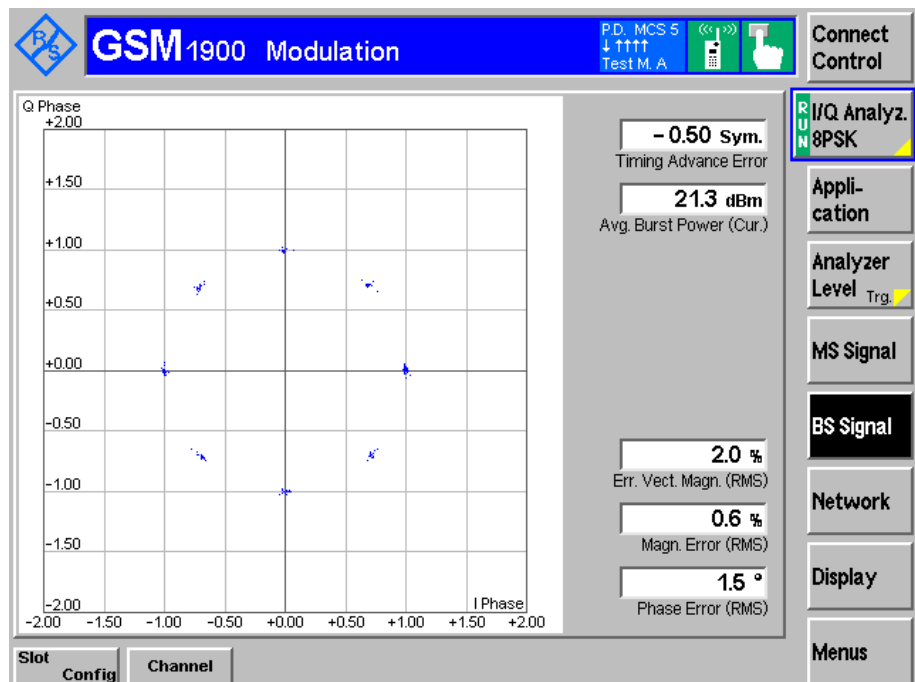 R&S
GSM 1900 Modulation
P.D. MCS 5
↓ ↑↑↑↑
Test M. A
Connect
Control
RUN
I/Q Analyz.
8PSK
Appli-
cation
Analyzer
Level Trg.
MS Signal
BS Signal
Network
Display
Menus
Q Phase
+2.00
+1.50
+1.00
+0.50
+0.00
−0.50
−1.00
−1.50
−2.00
I Phase
−2.00 −1.50 −1.00 −0.50 +0.00 +0.50 +1.00 +1.50 +2.00
− 0.50 Sym.
Timing Advance Error
21.3 dBm
Avg. Burst Power (Cur.)
2.0 %
Err. Vect. Magn. (RMS)
0.6 %
Magn. Error (RMS)
1.5 °
Phase Error (RMS)
Slot
Config
Channel